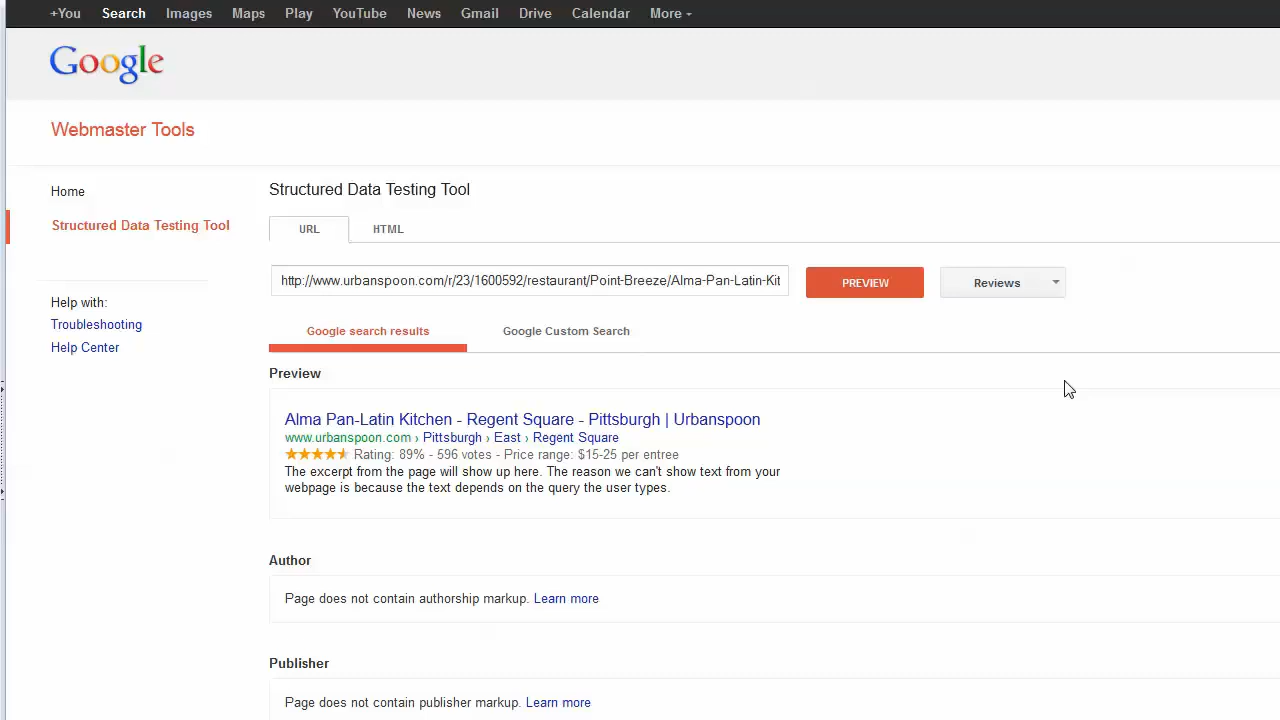 +You Search Images Maps Play YouTube News Gmail Drive Calendar More
Google
Webmaster Tools
Home
Structured Data Testing Tool
Help with:
Troubleshooting
Help Center
Structured Data Testing Tool
URL HTML
http://www.urbanspoon.com/r/23/1600592/restaurant/Point-Breeze/Alma-Pan-Latin-Kit PREVIEW Reviews
Google search results Google Custom Search
Preview
Alma Pan-Latin Kitchen - Regent Square - Pittsburgh | Urbanspoon
www.urbanspoon.com › Pittsburgh › East › Regent Square
Rating: 89% - 596 votes - Price range: $15-25 per entree
The excerpt from the page will show up here. The reason we can't show text from your
webpage is because the text depends on the query the user types.
Author
Page does not contain authorship markup. Learn more
Publisher
Page does not contain publisher markup. Learn more